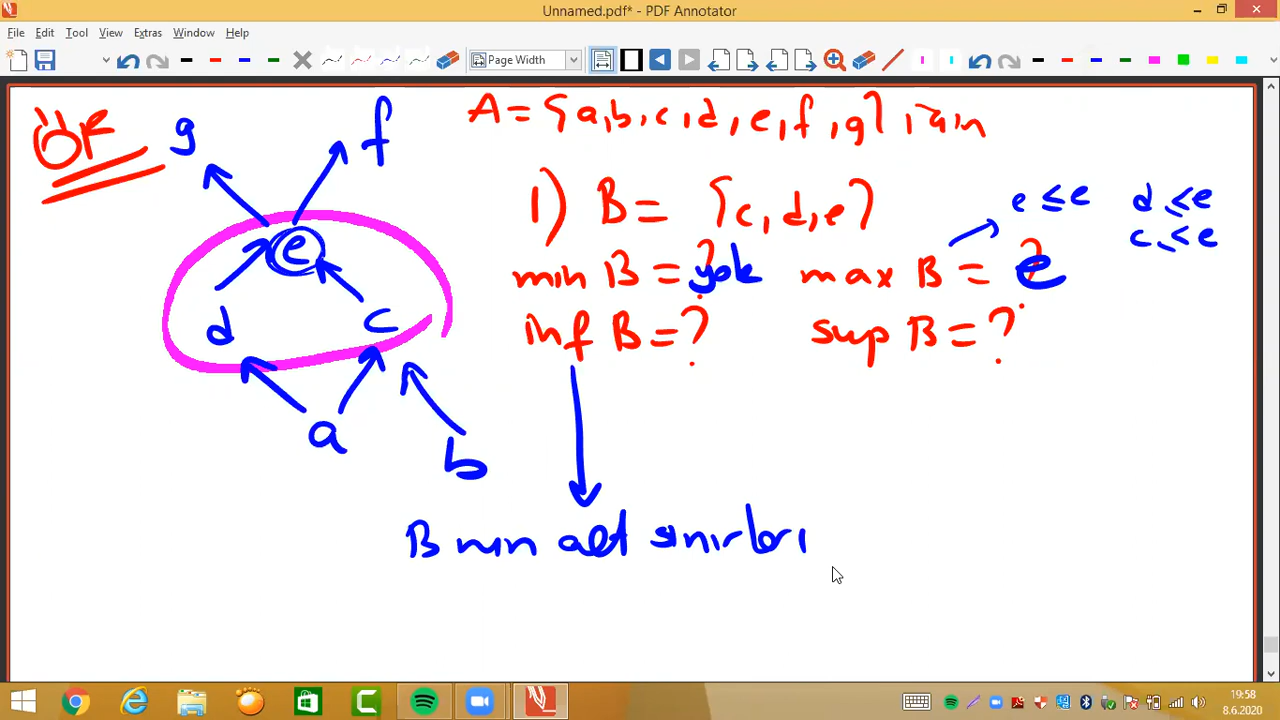 Unnamed.pdf* - PDF Annotator
File Edit Tool View Extras Window Help
Page Width
ÖR
A = {a,b,c,d,e,f,g} için
g f
1) B = {c,d,e}
e ≤ e d ≤ e
c ≤ e
e
min B = ? yok max B = ? e
d c
inf B = ? sup B = ?
a
b
B nin alt sınırları
19:58
8.6.2020